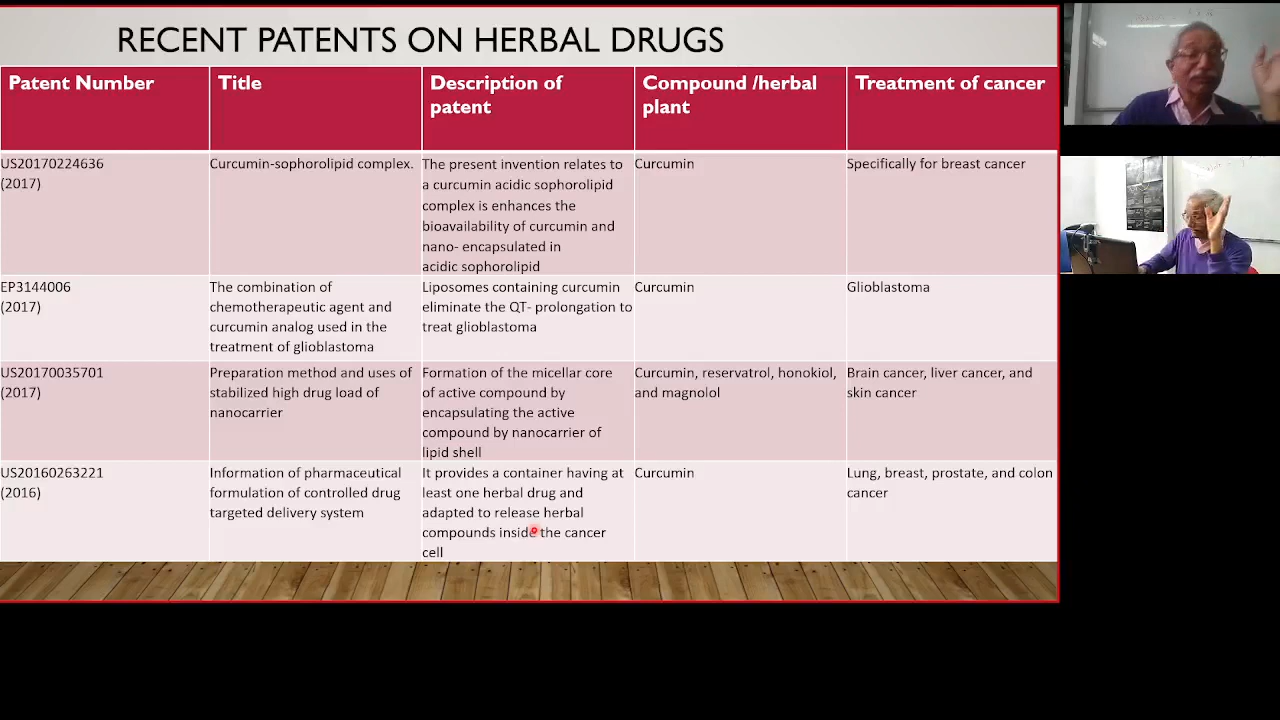 RECENT PATENTS ON HERBAL DRUGS
Patent Number
Title
Description of
patent
Compound /herbal
plant
Treatment of cancer
US20170224636
(2017)
Curcumin-sophorolipid complex.
The present invention relates to
a curcumin acidic sophorolipid
complex is enhances the
bioavailability of curcumin and
nano- encapsulated in
acidic sophorolipid
Curcumin
Specifically for breast cancer
EP3144006
(2017)
The combination of
chemotherapeutic agent and
curcumin analog used in the
treatment of glioblastoma
Liposomes containing curcumin
eliminate the QT- prolongation to
treat glioblastoma
Curcumin
Glioblastoma
US20170035701
(2017)
Preparation method and uses of
stabilized high drug load of
nanocarrier
Formation of the micellar core
of active compound by
encapsulating the active
compound by nanocarrier of
lipid shell
Curcumin, reservatrol, honokiol,
and magnolol
Brain cancer, liver cancer, and
skin cancer
US20160263221
(2016)
Information of pharmaceutical
formulation of controlled drug
targeted delivery system
It provides a container having at
least one herbal drug and
adapted to release herbal
compounds inside the cancer
cell
Curcumin
Lung, breast, prostate, and colon
cancer